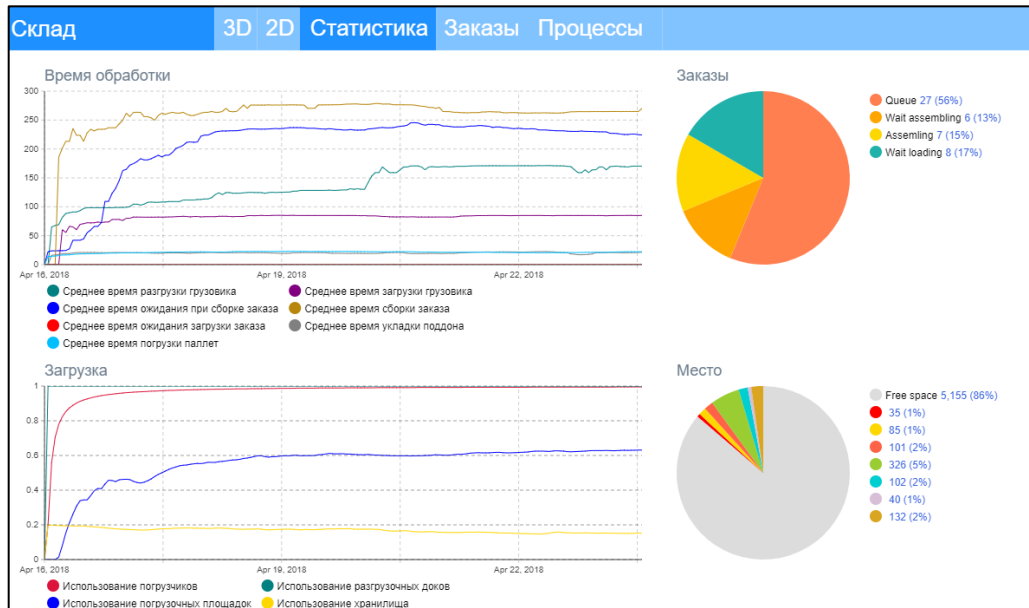 Склад 3D 2D Статистика Заказы Процессы
Время обработки
300
250
200
150
100
50
0
Apr 16, 2018 Apr 19, 2018 Apr 22, 2018
Среднее время разгрузки грузовика Среднее время загрузки грузовика
Среднее время ожидания при сборке заказа Среднее время сборки заказа
Среднее время ожидания загрузки заказа Среднее время укладки поддона
Среднее время погрузки паллет
Заказы
Queue 27 (56%)
Wait assembling 6 (13%)
Assemling 7 (15%)
Wait loading 8 (17%)
Загрузка
1
0.8
0.6
0.4
0.2
0
Apr 16, 2018 Apr 19, 2018 Apr 22, 2018
Использование погрузчиков Использование разгрузочных доков
Использование погрузочных площадок Использование хранилища
Место
Free space 5,155 (86%)
35 (1%)
85 (1%)
101 (2%)
326 (5%)
102 (2%)
40 (1%)
132 (2%)